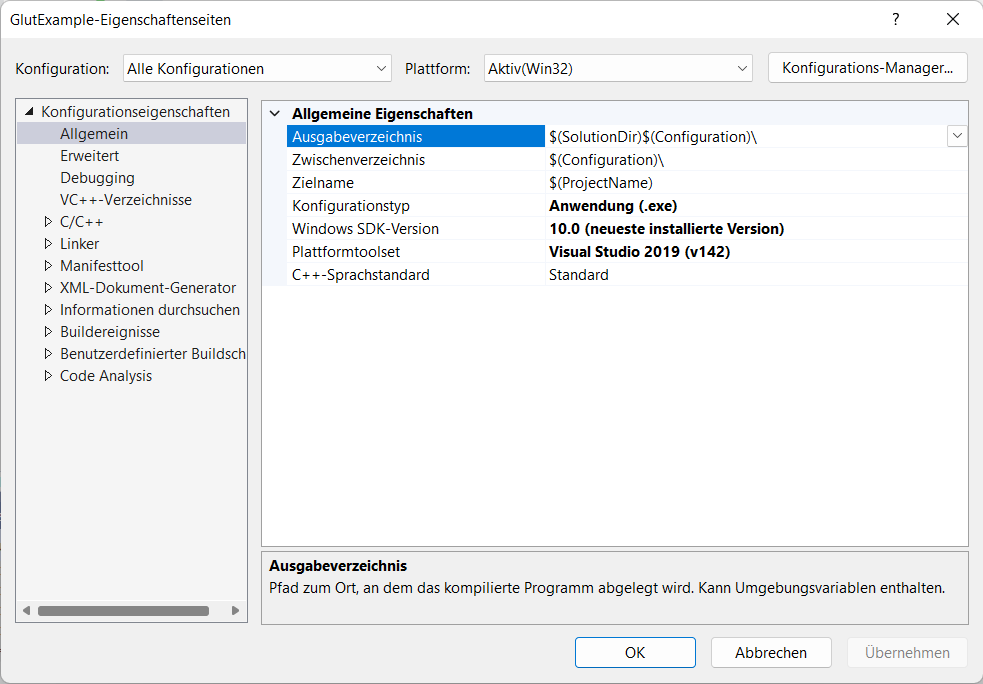 GlutExample-Eigenschaftenseiten ?
Konfiguration: Alle Konfigurationen Plattform: Aktiv(Win32) Konfigurations-Manager...
Konfigurationseigenschaften
Allgemein
Erweitert
Debugging
VC++-Verzeichnisse
C/C++
Linker
Manifesttool
XML-Dokument-Generator
Informationen durchsuchen
Buildereignisse
Benutzerdefinierter Buildsch
Code Analysis
Allgemeine Eigenschaften
Ausgabeverzeichnis $(SolutionDir)$(Configuration)\
Zwischenverzeichnis $(Configuration)\
Zielname $(ProjectName)
Konfigurationstyp Anwendung (.exe)
Windows SDK-Version 10.0 (neueste installierte Version)
Plattformtoolset Visual Studio 2019 (v142)
C++-Sprachstandard Standard
Ausgabeverzeichnis
Pfad zum Ort, an dem das kompilierte Programm abgelegt wird. Kann Umgebungsvariablen enthalten.
OK Abbrechen Übernehmen